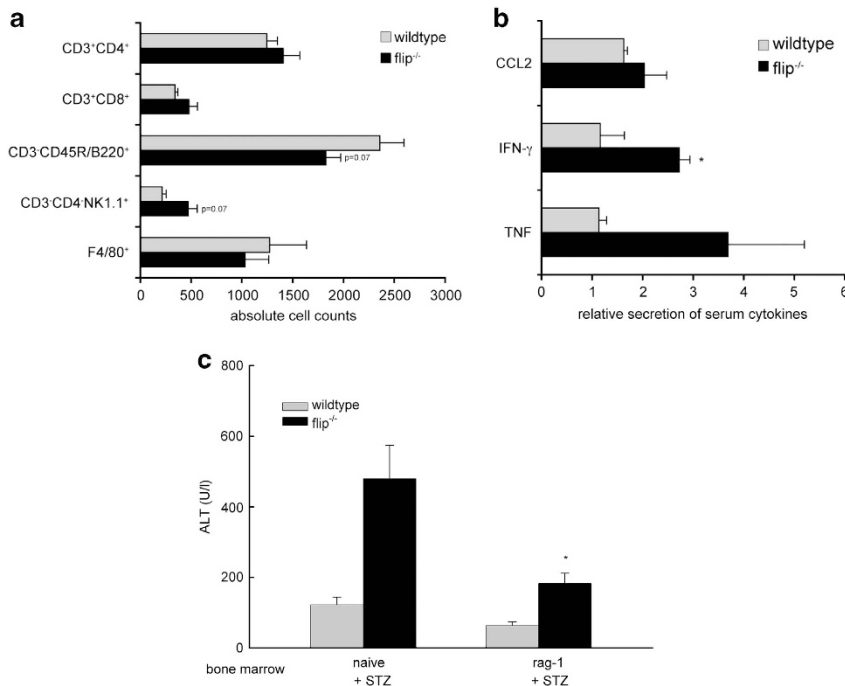 a
CD3⁺CD4⁺
CD3⁺CD8⁺
CD3⁻CD45R/B220⁺
CD3⁻CD4⁻NK1.1⁺
F4/80⁺
wildtype
flip⁻/⁻
p=0.07
p=0.07
0 500 1000 1500 2000 2500 3000
absolute cell counts
b
CCL2
IFN-γ
TNF
wildtype
flip⁻/⁻
*
0 1 2 3 4 5 6
relative secretion of serum cytokines
c
800
600
400
200
0
ALT (U/l)
wildtype
flip⁻/⁻
*
bone marrow naive rag-1
+ STZ + STZ